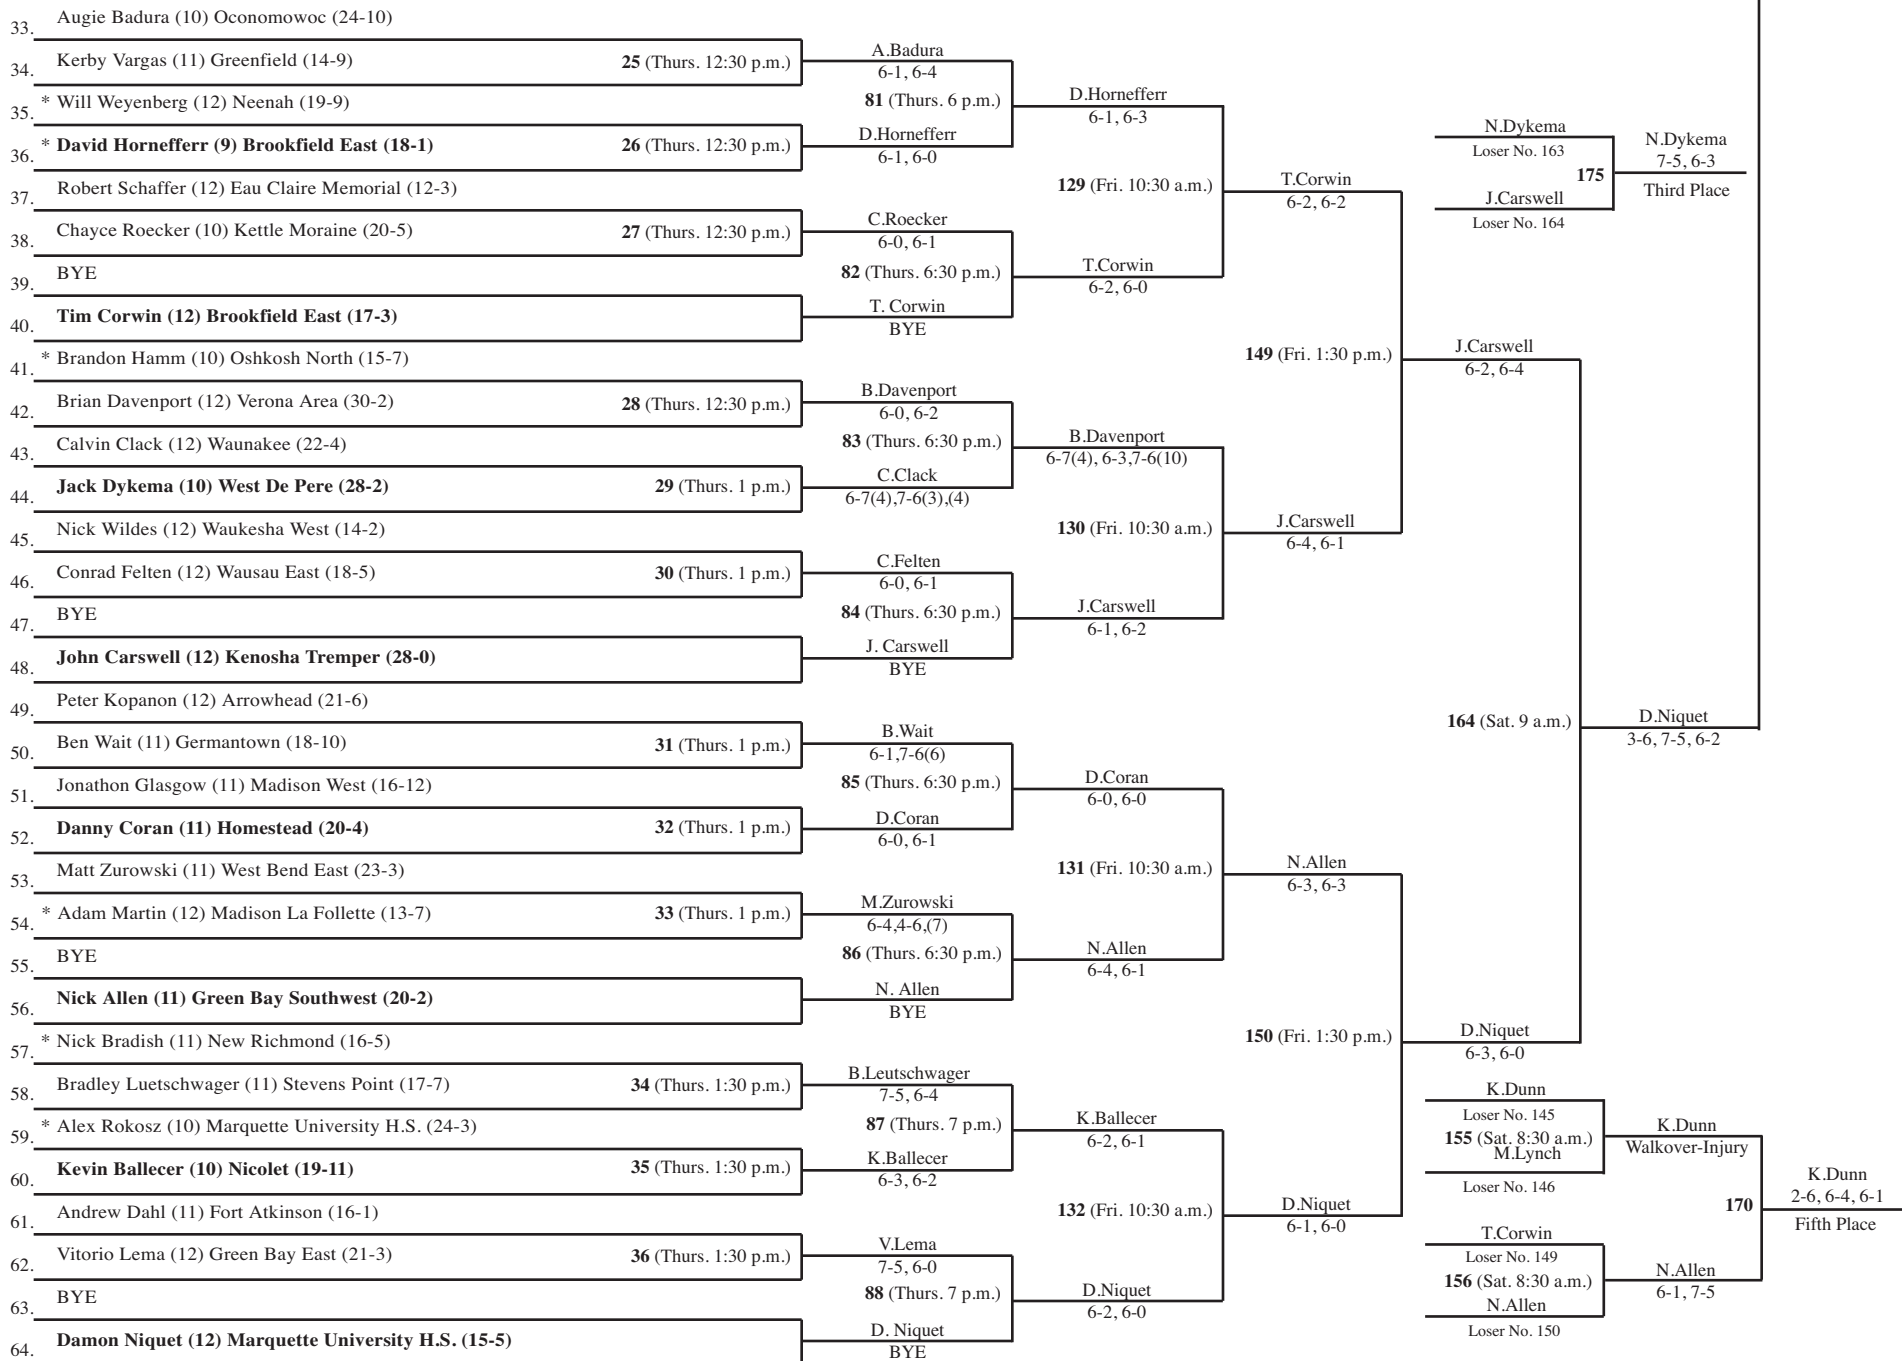 33. Augie Badura (10) Oconomowoc (24-10)
34. Kerby Vargas (11) Greenfield (14-9)
25 (Thurs. 12:30 p.m.)
35. * Will Weyenberg (12) Neenah (19-9)
36. * David Hornefferr (9) Brookfield East (18-1)
26 (Thurs. 12:30 p.m.)
37. Robert Schaffer (12) Eau Claire Memorial (12-3)
38. Chayce Roecker (10) Kettle Moraine (20-5)
27 (Thurs. 12:30 p.m.)
39. BYE
40. Tim Corwin (12) Brookfield East (17-3)
41. * Brandon Hamm (10) Oshkosh North (15-7)
42. Brian Davenport (12) Verona Area (30-2)
28 (Thurs. 12:30 p.m.)
43. Calvin Clack (12) Waunakee (22-4)
44. Jack Dykema (10) West De Pere (28-2)
29 (Thurs. 1 p.m.)
45. Nick Wildes (12) Waukesha West (14-2)
46. Conrad Felten (12) Wausau East (18-5)
30 (Thurs. 1 p.m.)
47. BYE
48. John Carswell (12) Kenosha Tremper (28-0)
49. Peter Kopanon (12) Arrowhead (21-6)
50. Ben Wait (11) Germantown (18-10)
31 (Thurs. 1 p.m.)
51. Jonathon Glasgow (11) Madison West (16-12)
52. Danny Coran (11) Homestead (20-4)
32 (Thurs. 1 p.m.)
53. Matt Zurowski (11) West Bend East (23-3)
54. * Adam Martin (12) Madison La Follette (13-7)
33 (Thurs. 1 p.m.)
55. BYE
56. Nick Allen (11) Green Bay Southwest (20-2)
57. * Nick Bradish (11) New Richmond (16-5)
58. Bradley Luetschwager (11) Stevens Point (17-7)
34 (Thurs. 1:30 p.m.)
59. * Alex Rokosz (10) Marquette University H.S. (24-3)
60. Kevin Ballecer (10) Nicolet (19-11)
35 (Thurs. 1:30 p.m.)
61. Andrew Dahl (11) Fort Atkinson (16-1)
62. Vitorio Lema (12) Green Bay East (21-3)
36 (Thurs. 1:30 p.m.)
63. BYE
64. Damon Niquet (12) Marquette University H.S. (15-5)
A.Badura
6-1, 6-4
81 (Thurs. 6 p.m.)
D.Hornefferr
6-1, 6-0
C.Roecker
6-0, 6-1
82 (Thurs. 6:30 p.m.)
T. Corwin
BYE
B.Davenport
6-0, 6-2
83 (Thurs. 6:30 p.m.)
C.Clack
6-7(4),7-6(3),(4)
C.Felten
6-0, 6-1
84 (Thurs. 6:30 p.m.)
J. Carswell
BYE
B.Wait
6-1,7-6(6)
85 (Thurs. 6:30 p.m.)
D.Coran
6-0, 6-1
M.Zurowski
6-4,4-6,(7)
86 (Thurs. 6:30 p.m.)
N. Allen
BYE
B.Leutschwager
7-5, 6-4
87 (Thurs. 7 p.m.)
K.Ballecer
6-3, 6-2
V.Lema
7-5, 6-0
88 (Thurs. 7 p.m.)
D. Niquet
BYE
D.Hornefferr
6-1, 6-3
129 (Fri. 10:30 a.m.)
T.Corwin
6-2, 6-0
B.Davenport
6-7(4), 6-3,7-6(10)
130 (Fri. 10:30 a.m.)
J.Carswell
6-1, 6-2
D.Coran
6-0, 6-0
131 (Fri. 10:30 a.m.)
N.Allen
6-4, 6-1
K.Ballecer
6-2, 6-1
132 (Fri. 10:30 a.m.)
D.Niquet
6-2, 6-0
T.Corwin
6-2, 6-2
149 (Fri. 1:30 p.m.)
J.Carswell
6-4, 6-1
N.Allen
6-3, 6-3
150 (Fri. 1:30 p.m.)
D.Niquet
6-1, 6-0
J.Carswell
6-2, 6-4
164 (Sat. 9 a.m.)
D.Niquet
6-3, 6-0
D.Niquet
3-6, 7-5, 6-2
N.Dykema
Loser No. 163
175
J.Carswell
Loser No. 164
N.Dykema
7-5, 6-3
Third Place
K.Dunn
Loser No. 145
155 (Sat. 8:30 a.m.)
M.Lynch
Loser No. 146
K.Dunn
Walkover-Injury
170
T.Corwin
Loser No. 149
156 (Sat. 8:30 a.m.)
N.Allen
Loser No. 150
N.Allen
6-1, 7-5
K.Dunn
2-6, 6-4, 6-1
Fifth Place